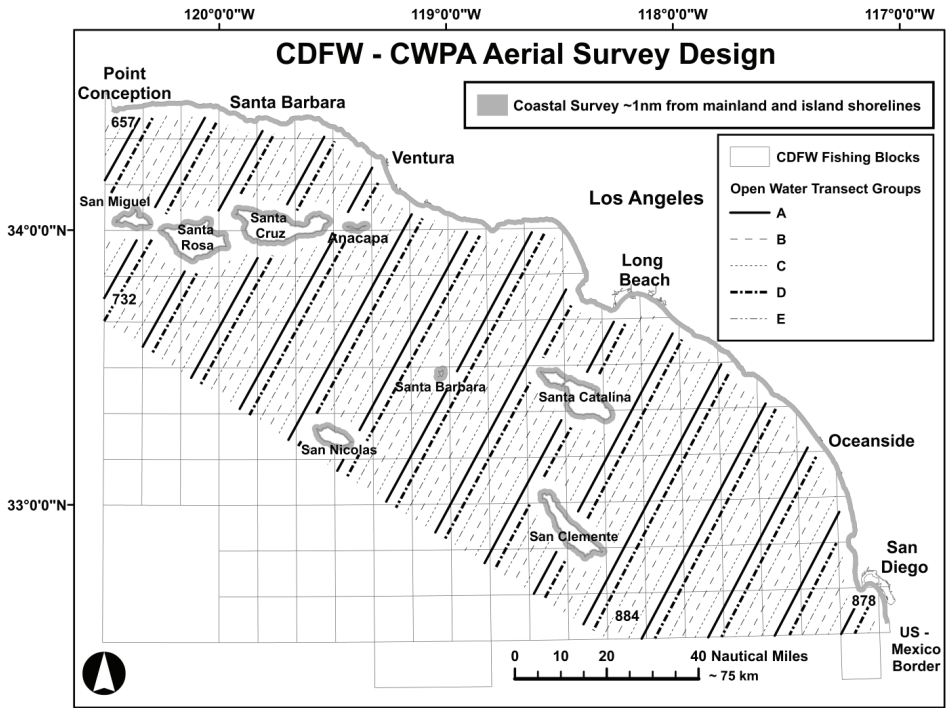 120°0'0"W 119°0'0"W 118°0'0"W 117°0'0"W
CDFW - CWPA Aerial Survey Design
Point
Conception
Santa Barbara
Coastal Survey ~1nm from mainland and island shorelines
657
Ventura
CDFW Fishing Blocks
Open Water Transect Groups
A
B
C
D
E
Los Angeles
San Miguel
Santa
Rosa
Santa
Cruz
Anacapa
34°0'0"N
Long
Beach
732
Santa Barbara
Santa Catalina
San Nicolas
Oceanside
33°0'0"N
San Clemente
San
Diego
884
878
US -
Mexico
Border
0 10 20 40 Nautical Miles
~ 75 km